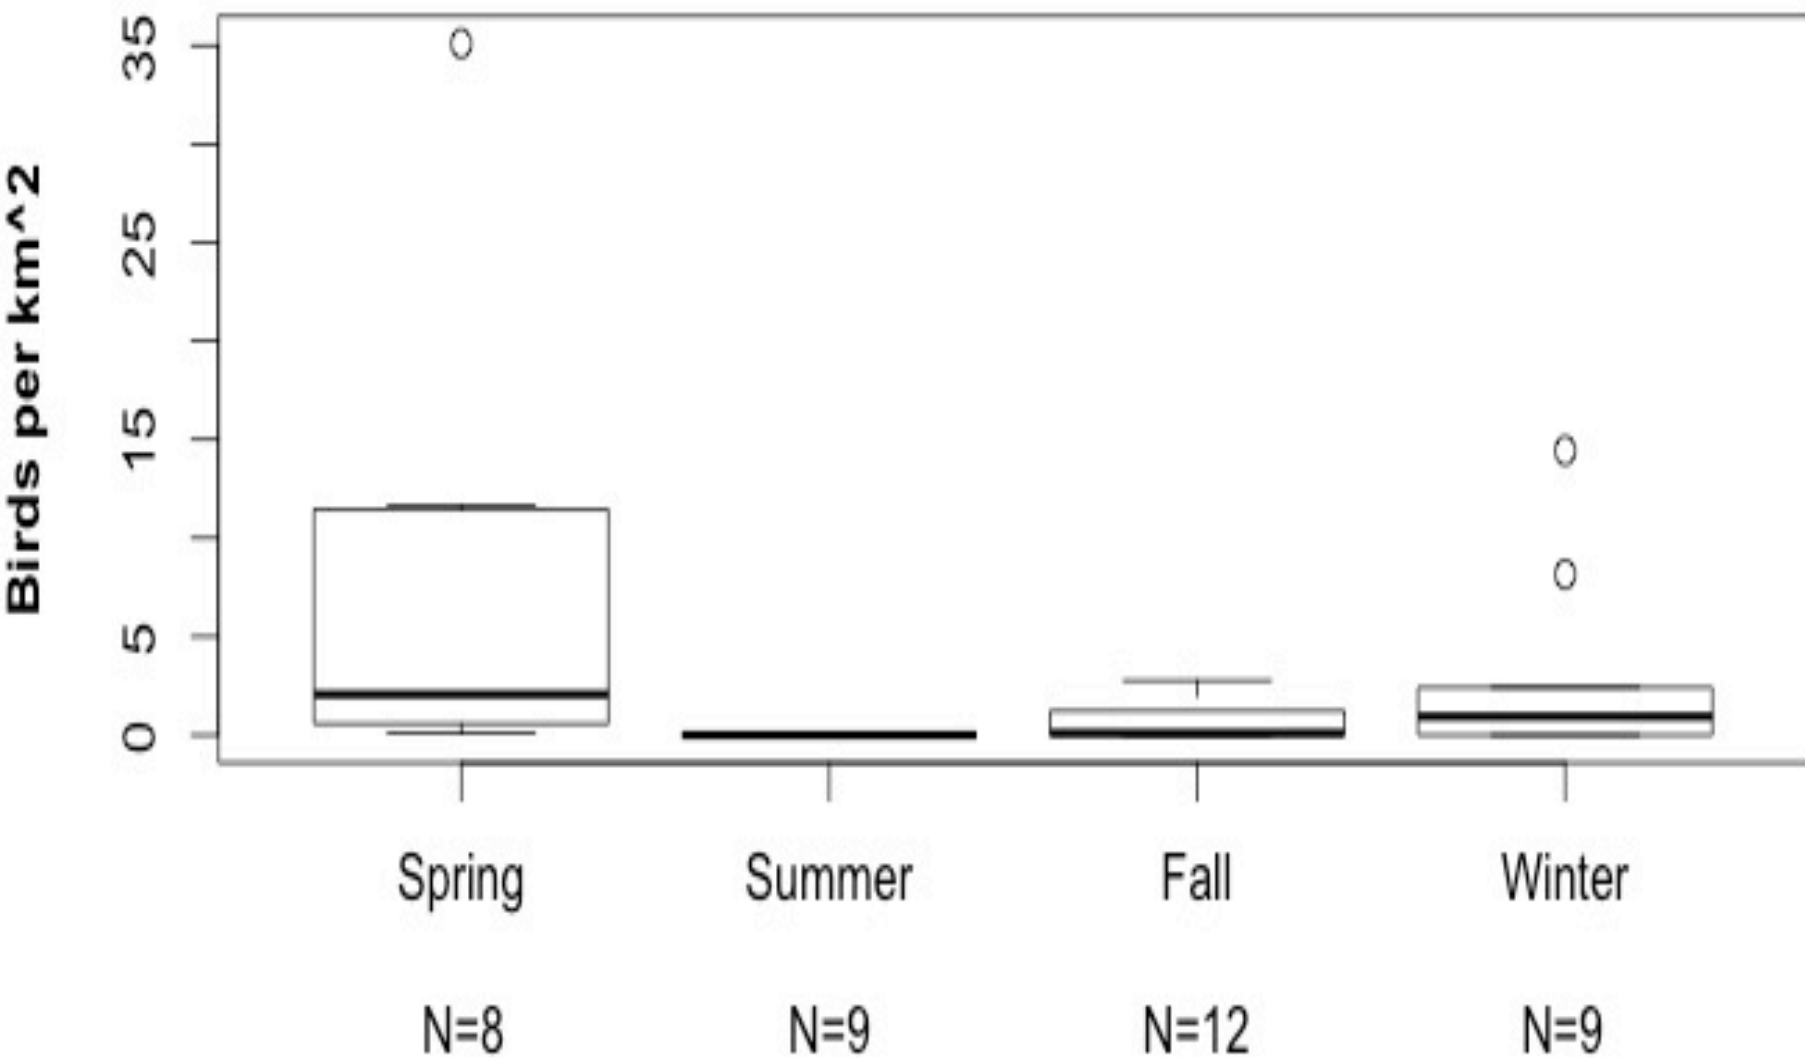 Birds per km^2
35
25
15
5
0
Spring Summer Fall Winter
N=8 N=9 N=12 N=9